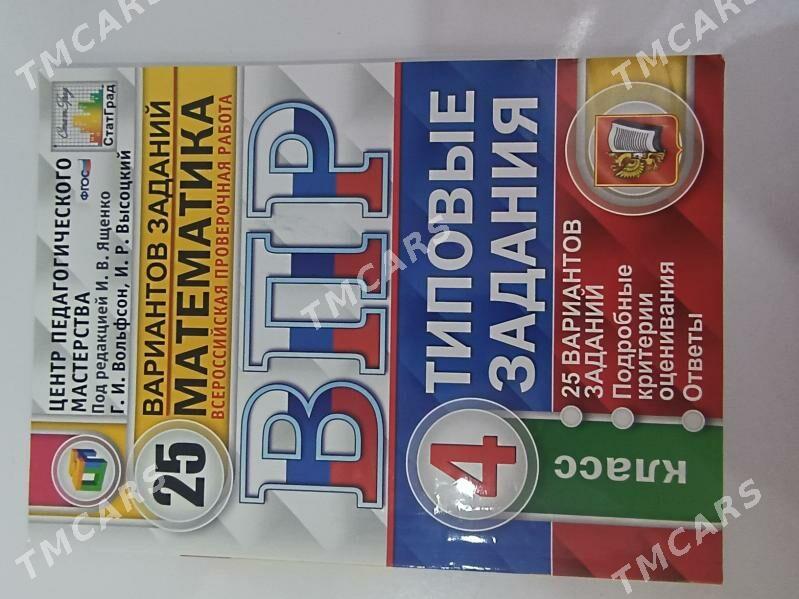 ЦЕНТР ПЕДАГОГИЧЕСКОГО
МАСТЕРСТВА
Под редакцией И. В. Ященко
Г. И. Вольфсон, И. Р. Высоцкий
ФГОС
СтатГрад
25
ВАРИАНТОВ ЗАДАНИЙ
МАТЕМАТИКА
ВСЕРОССИЙСКАЯ ПРОВЕРОЧНАЯ РАБОТА
ВПР
4
класс
ТИПОВЫЕ
ЗАДАНИЯ
25 ВАРИАНТОВ
ЗАДАНИЙ
Подробные
критерии
оценивания
Ответы
TMCARS
TMCARS
TMCARS
TMCARS
TMCARS
TMCARS